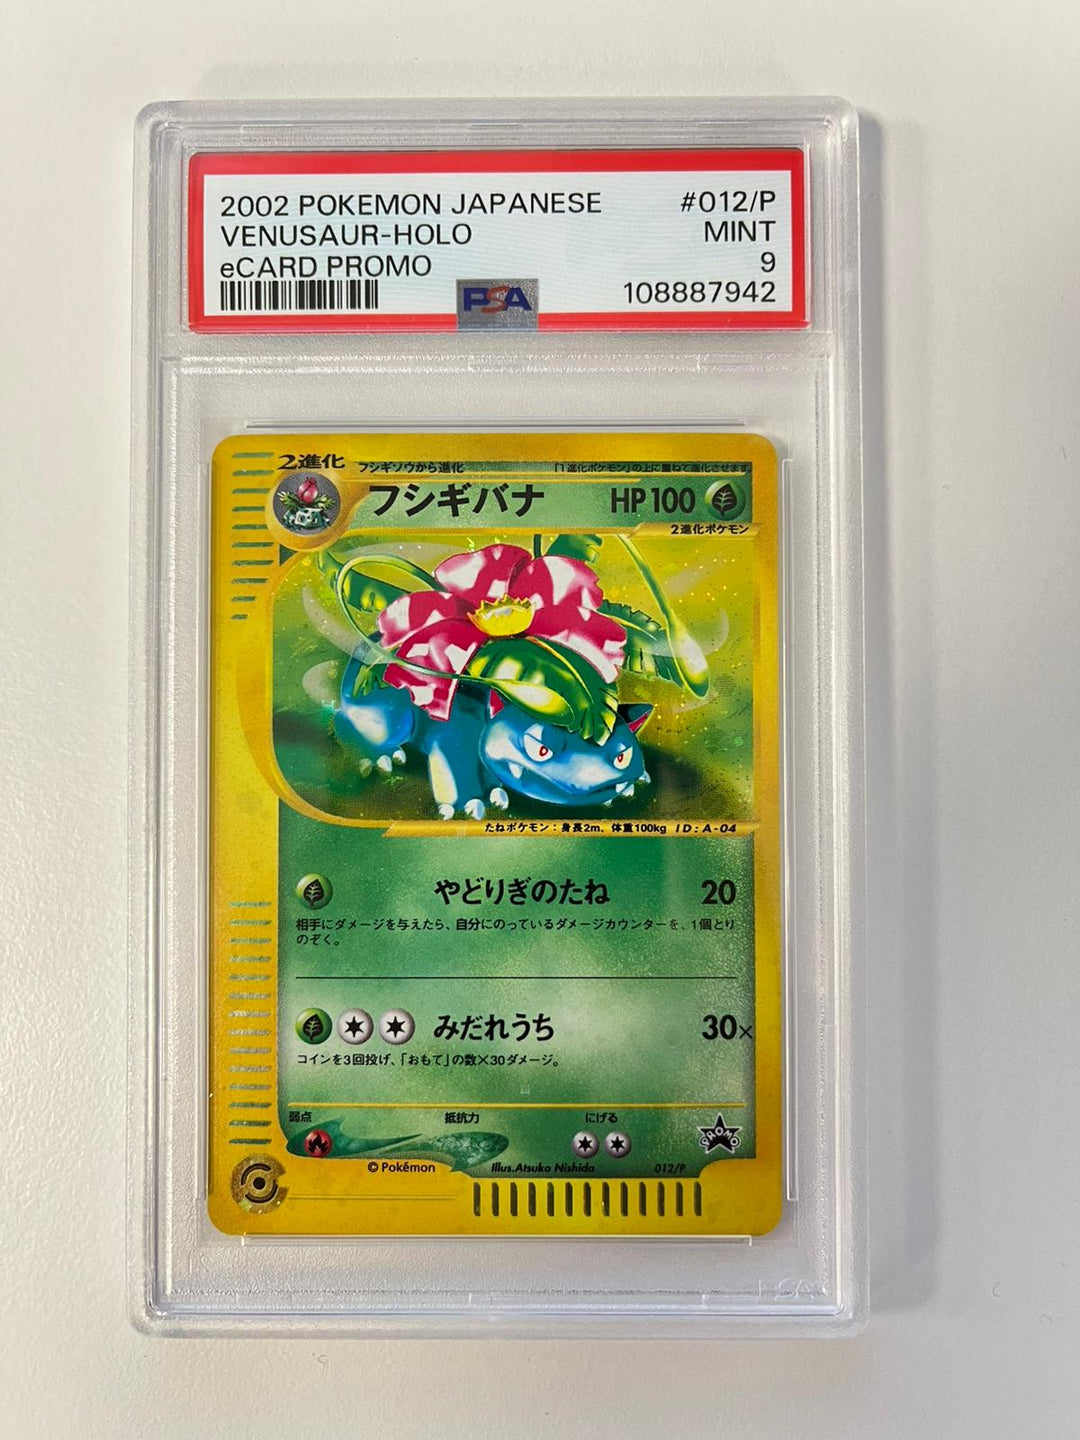 2002 POKEMON JAPANESE #012/P
VENUSAUR-HOLO MINT
eCARD PROMO 9
PSA 108887942
2進化 フシギソウから進化 「1進化ポケモン」の上に重ねて進化させます
フシギバナ HP100
2進化ポケモン
たねポケモン:身長2m、体重100kg ID:A-04
やどりぎのたね 20
相手にダメージを与えたら、自分にのっているダメージカウンターを、1個とり
のぞく。
みだれうち 30×
コインを3回投げ、「おもて」の数×30ダメージ。
弱点 抵抗力 にげる
PROMO
©Pokémon Illus.Atsuko Nishida 012/P
PSA